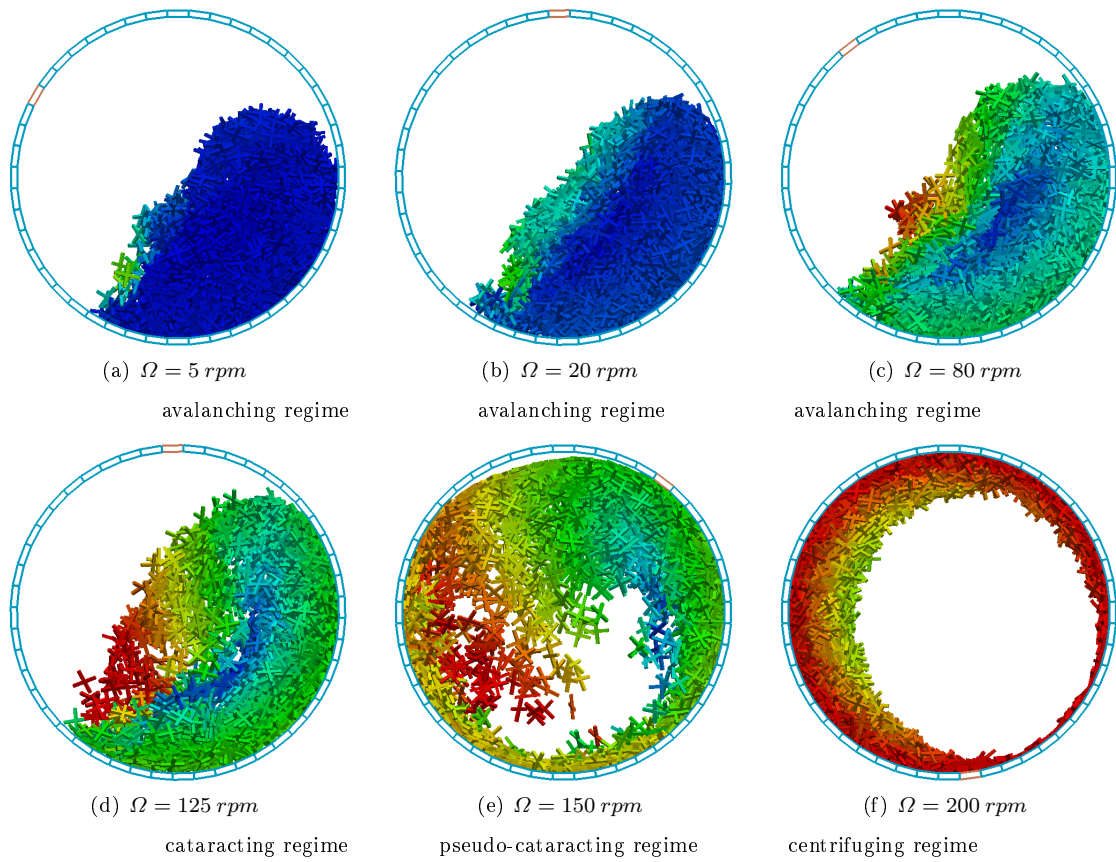 (a) Ω = 5 rpm (b) Ω = 20 rpm (c) Ω = 80 rpm
avalanching regime avalanching regime avalanching regime
(d) Ω = 125 rpm (e) Ω = 150 rpm (f) Ω = 200 rpm
cataracting regime pseudo-cataracting regime centrifuging regime